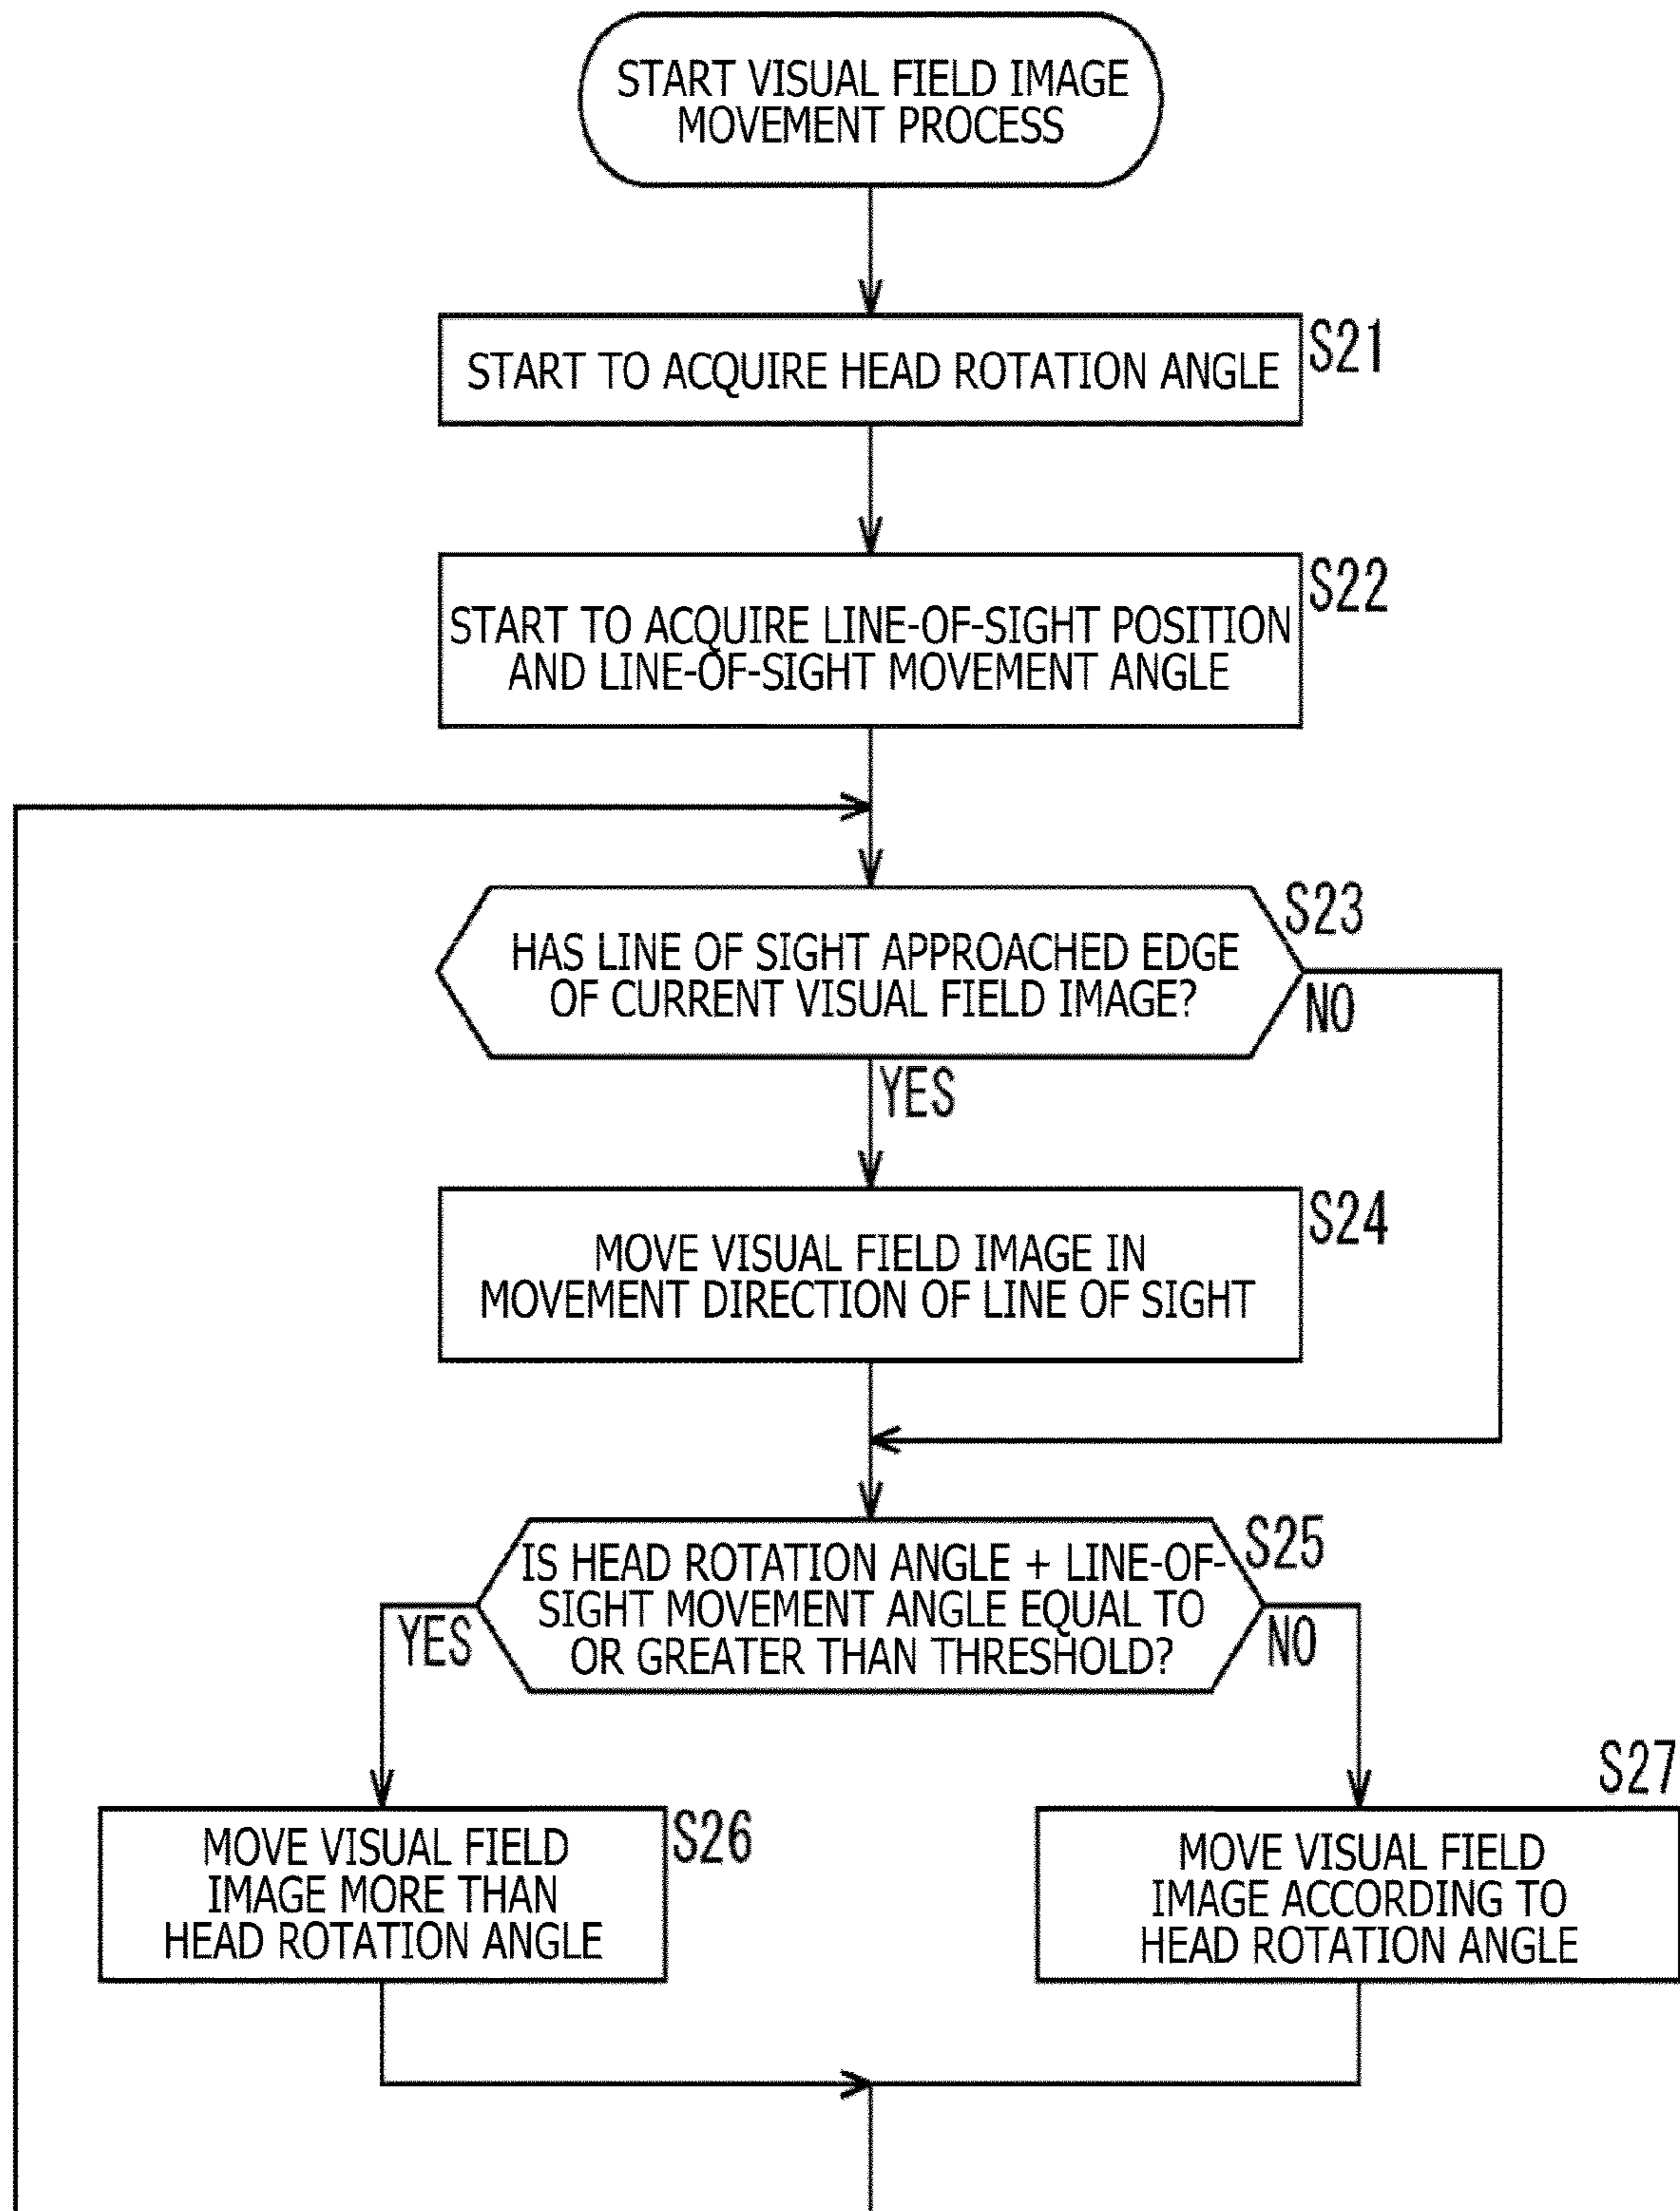 START VISUAL FIELD IMAGE
MOVEMENT PROCESS
START TO ACQUIRE HEAD ROTATION ANGLE
S21
START TO ACQUIRE LINE-OF-SIGHT POSITION
AND LINE-OF-SIGHT MOVEMENT ANGLE
S22
HAS LINE OF SIGHT APPROACHED EDGE
OF CURRENT VISUAL FIELD IMAGE?
S23
NO
YES
MOVE VISUAL FIELD IMAGE IN
MOVEMENT DIRECTION OF LINE OF SIGHT
S24
IS HEAD ROTATION ANGLE + LINE-OF-
SIGHT MOVEMENT ANGLE EQUAL TO
OR GREATER THAN THRESHOLD?
S25
YES
NO
MOVE VISUAL FIELD
IMAGE MORE THAN
HEAD ROTATION ANGLE
S26
MOVE VISUAL FIELD
IMAGE ACCORDING TO
HEAD ROTATION ANGLE
S27